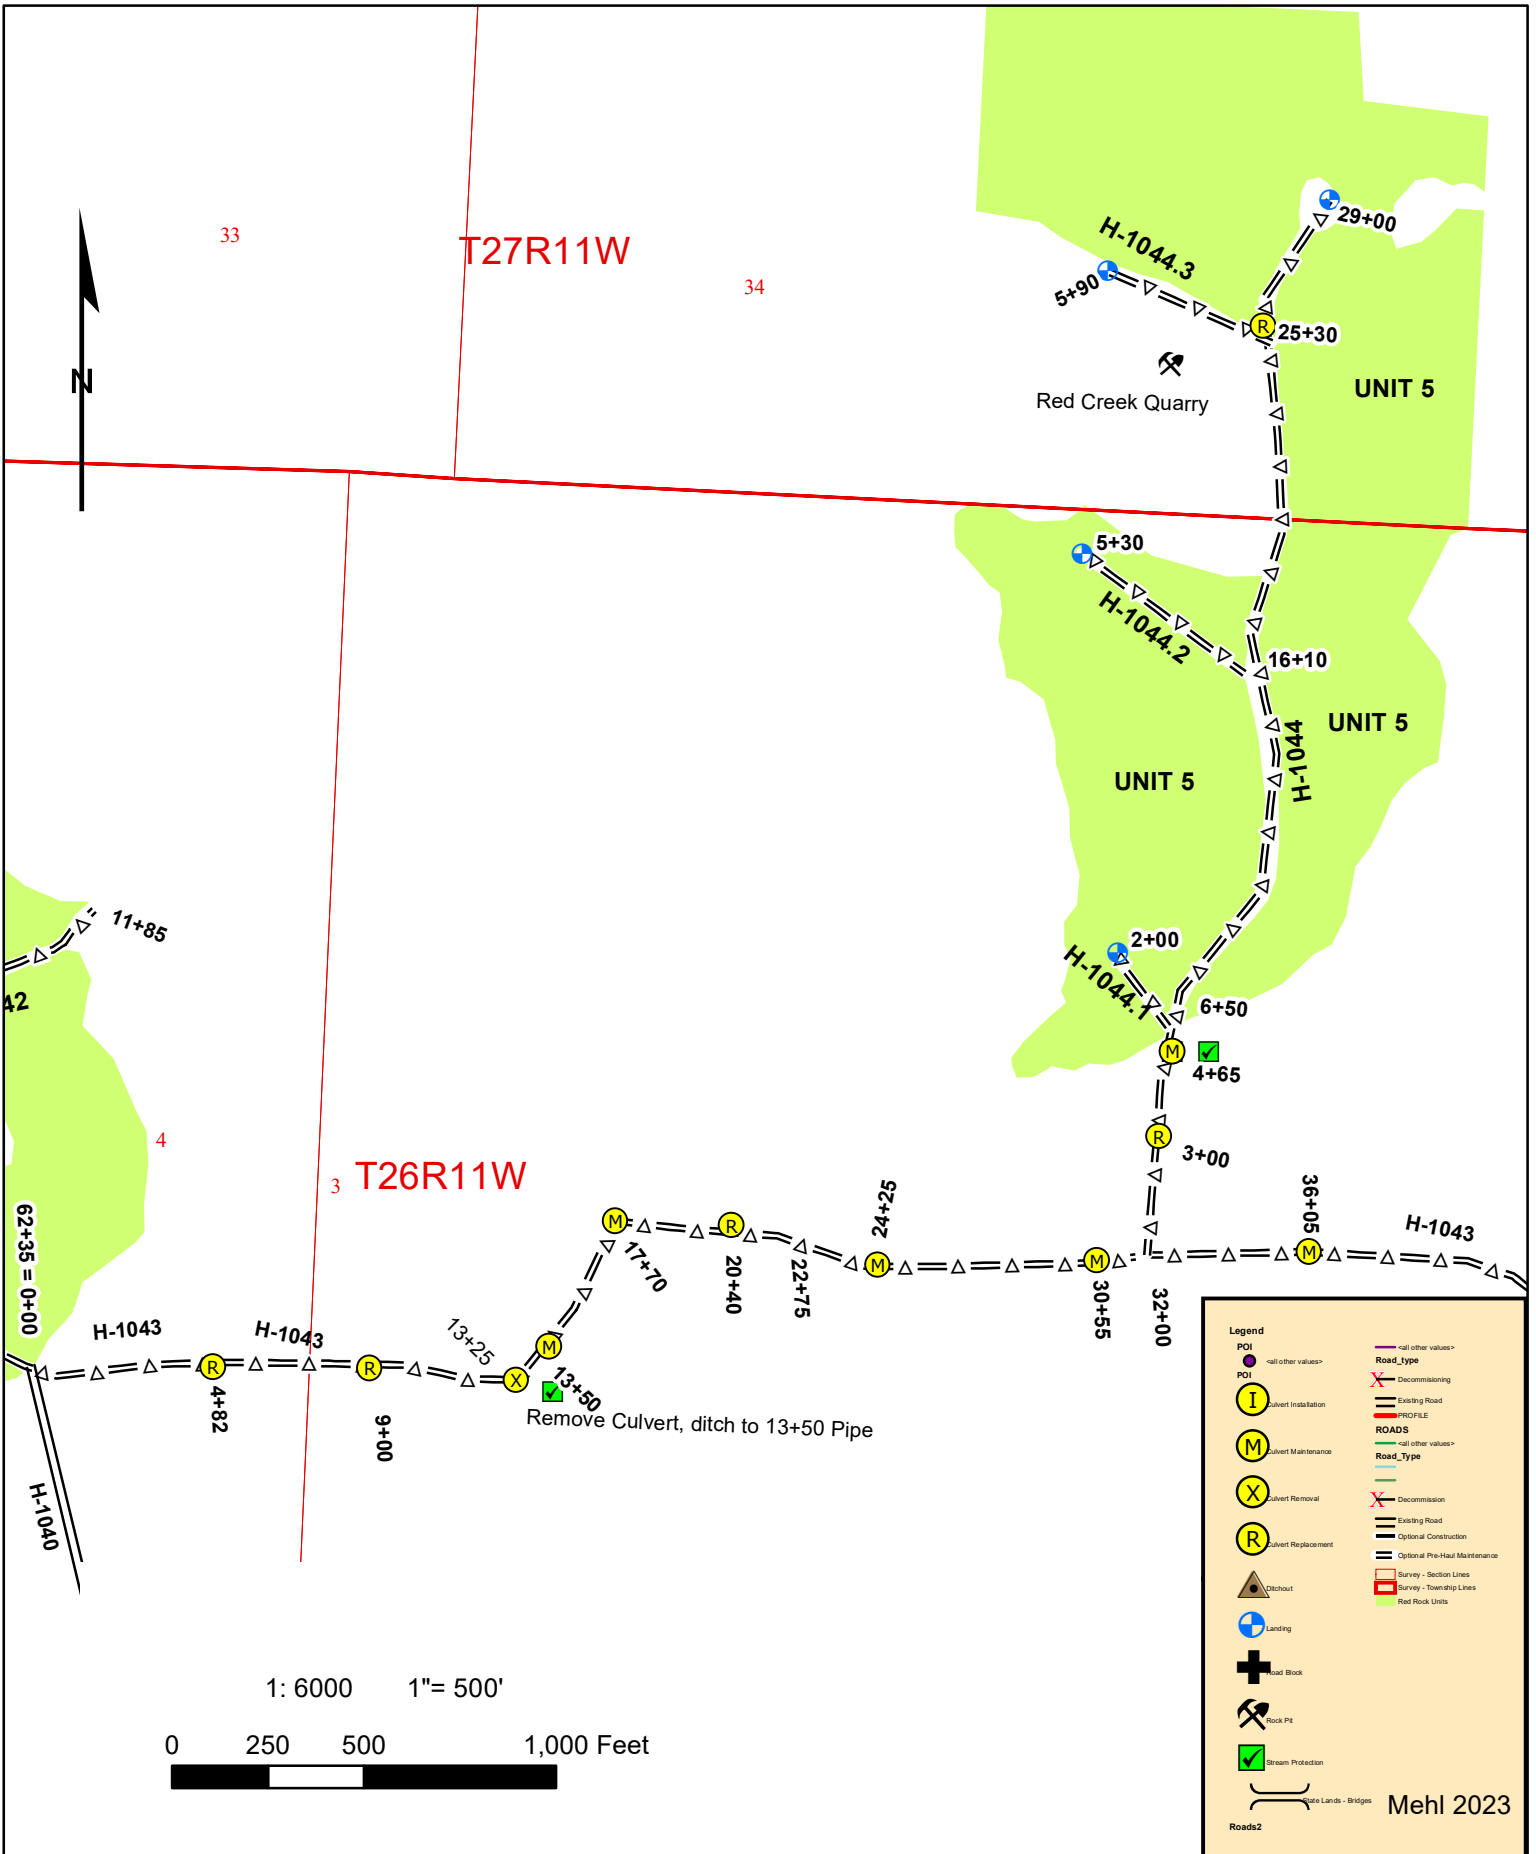 33
T27R11W
34
N
H-1044.3
29+00
5+90
25+30
Red Creek Quarry
UNIT 5
5+30
H-1044.2
16+10
UNIT 5
H-1044
UNIT 5
11+85
42
2+00
H-1044.1
6+50
M
4+65
R
3+00
4
3
T26R11W
62+35 = 0+00
H-1043
H-1043
R
4+82
R
9+00
13+25
X
M
13+50
Remove Culvert, ditch to 13+50 Pipe
M
17+70
R
20+40
22+75
24+25
M
M
30+55
32+00
36+05
M
H-1043
R
H-1040
1: 6000 1"= 500'
0 250 500 1,000 Feet
Legend
POI
<all other values>
POI
I Culvert Installation
M Culvert Maintenance
X Culvert Removal
R Culvert Replacement
Ditchout
Landing
Road Block
Rock Pit
Stream Protection
State Lands - Bridges
Roads2
<all other values>
Road_type
X Decommisioning
Existing Road
PROFILE
ROADS
<all other values>
Road_Type
X Decommission
Existing Road
Optional Construction
Optional Pre-Haul Maintenance
Survey - Section Lines
Survey - Township Lines
Red Rock Units
Mehl 2023